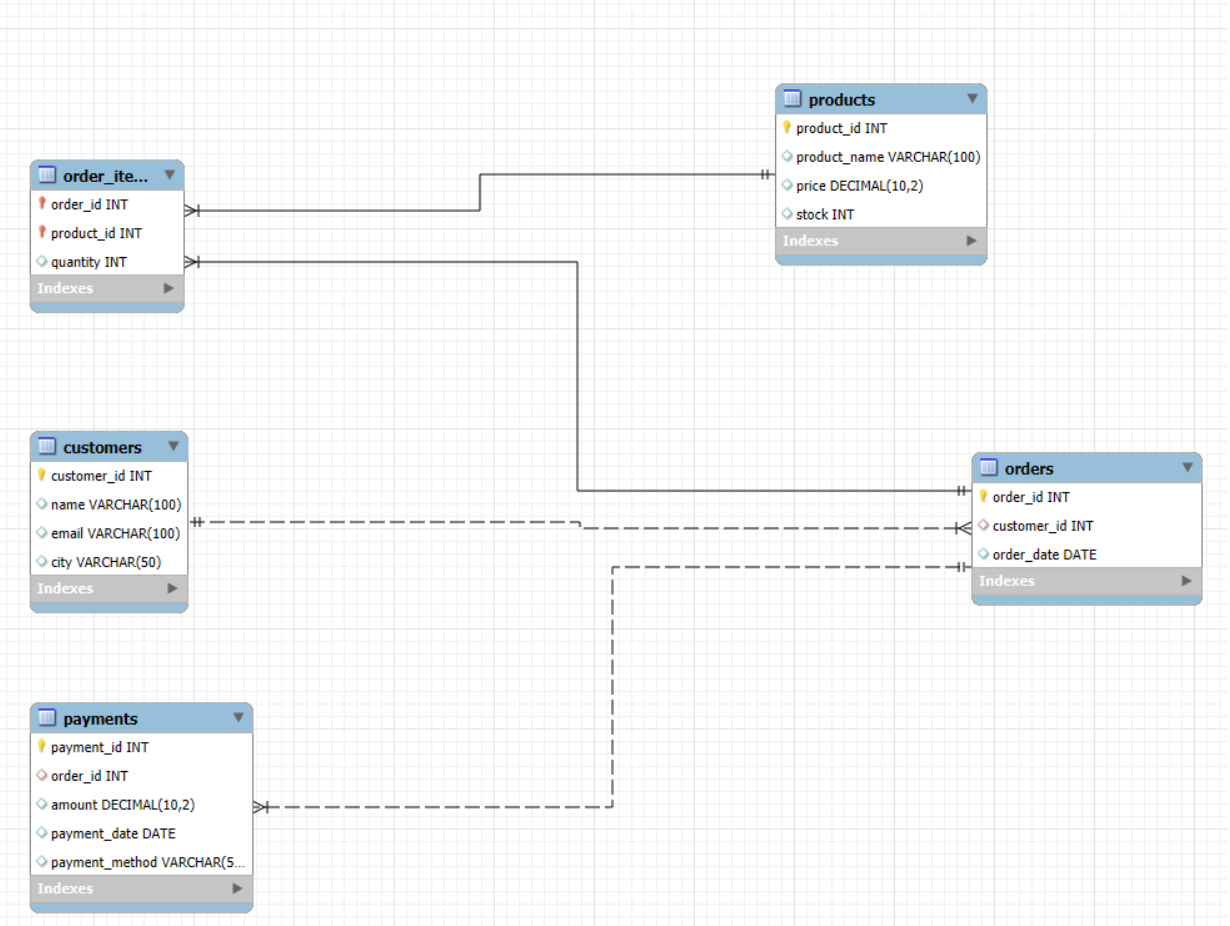 products
product_id INT
product_name VARCHAR(100)
price DECIMAL(10,2)
stock INT
Indexes
order_ite...
order_id INT
product_id INT
quantity INT
Indexes
customers
customer_id INT
name VARCHAR(100)
email VARCHAR(100)
city VARCHAR(50)
Indexes
orders
order_id INT
customer_id INT
order_date DATE
Indexes
payments
payment_id INT
order_id INT
amount DECIMAL(10,2)
payment_date DATE
payment_method VARCHAR(5...
Indexes